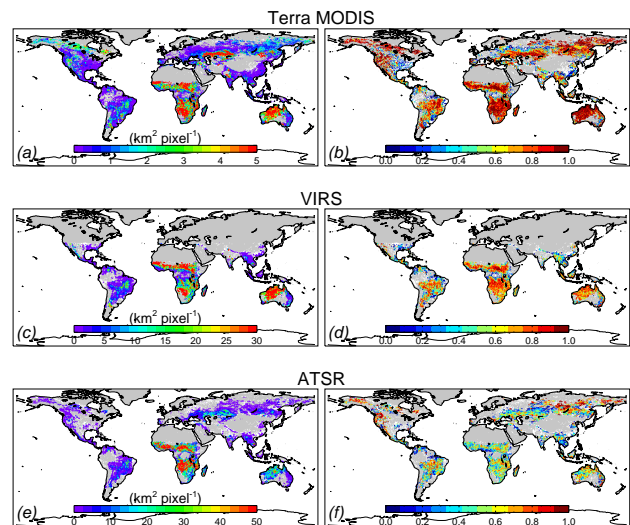 Terra MODIS
(a) (km² pixel⁻¹) 0 1 2 3 4 5
(b) 0.0 0.2 0.4 0.6 0.8 1.0
VIRS
(c) (km² pixel⁻¹) 0 5 10 15 20 25 30
(d) 0.0 0.2 0.4 0.6 0.8 1.0
ATSR
(e) (km² pixel⁻¹) 0 10 20 30 40 50
(f) 0.0 0.2 0.4 0.6 0.8 1.0